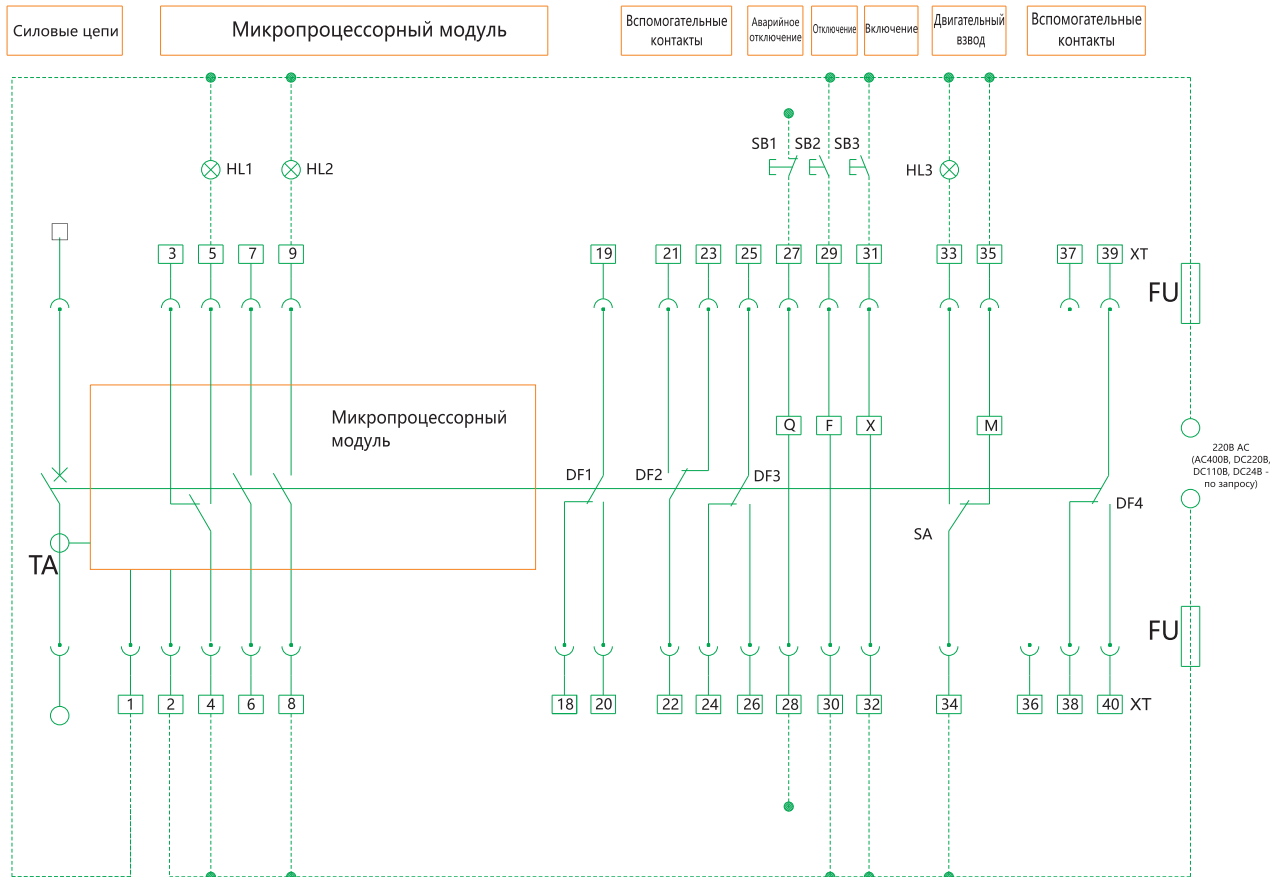 Силовые цепи
Микропроцессорный модуль
Вспомогательные
контакты
Аварийное
отключение
Отключение
Включение
Двигательный
взвод
Вспомогательные
контакты
SB1
SB2
SB3
HL1
HL2
HL3
3
5
7
9
19
21
23
25
27
29
31
33
35
37
39
XT
FU
Микропроцессорный
модуль
Q
F
X
M
220В AC
(AC400В, DC220В,
DC110В, DC24В -
по запросу)
DF1
DF2
DF3
DF4
SA
TA
FU
1
2
4
6
8
18
20
22
24
26
28
30
32
34
36
38
40
XT